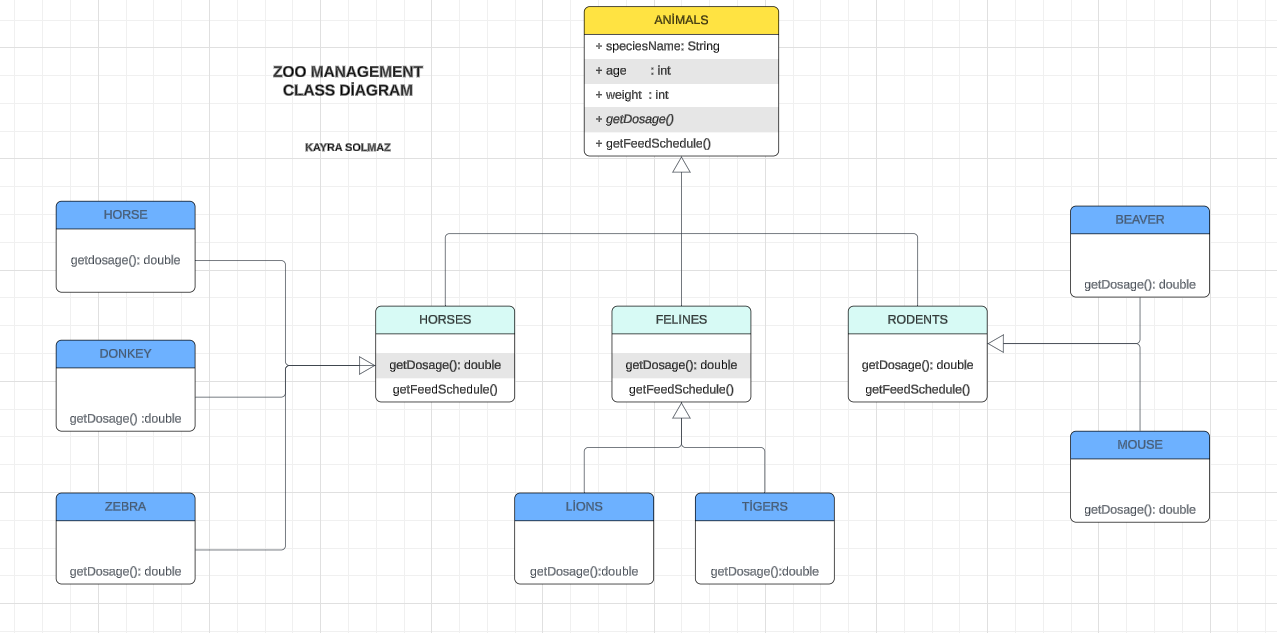 ANİMALS
+ speciesName: String
+ age : int
+ weight : int
+ getDosage()
+ getFeedSchedule()
ZOO MANAGEMENT
CLASS DİAGRAM
KAYRA SOLMAZ
HORSE
getdosage(): double
DONKEY
getDosage() :double
ZEBRA
getDosage(): double
HORSES
getDosage(): double
getFeedSchedule()
FELİNES
getDosage(): double
getFeedSchedule()
RODENTS
getDosage(): double
getFeedSchedule()
BEAVER
getDosage(): double
MOUSE
getDosage(): double
LİONS
getDosage():double
TİGERS
getDosage():double